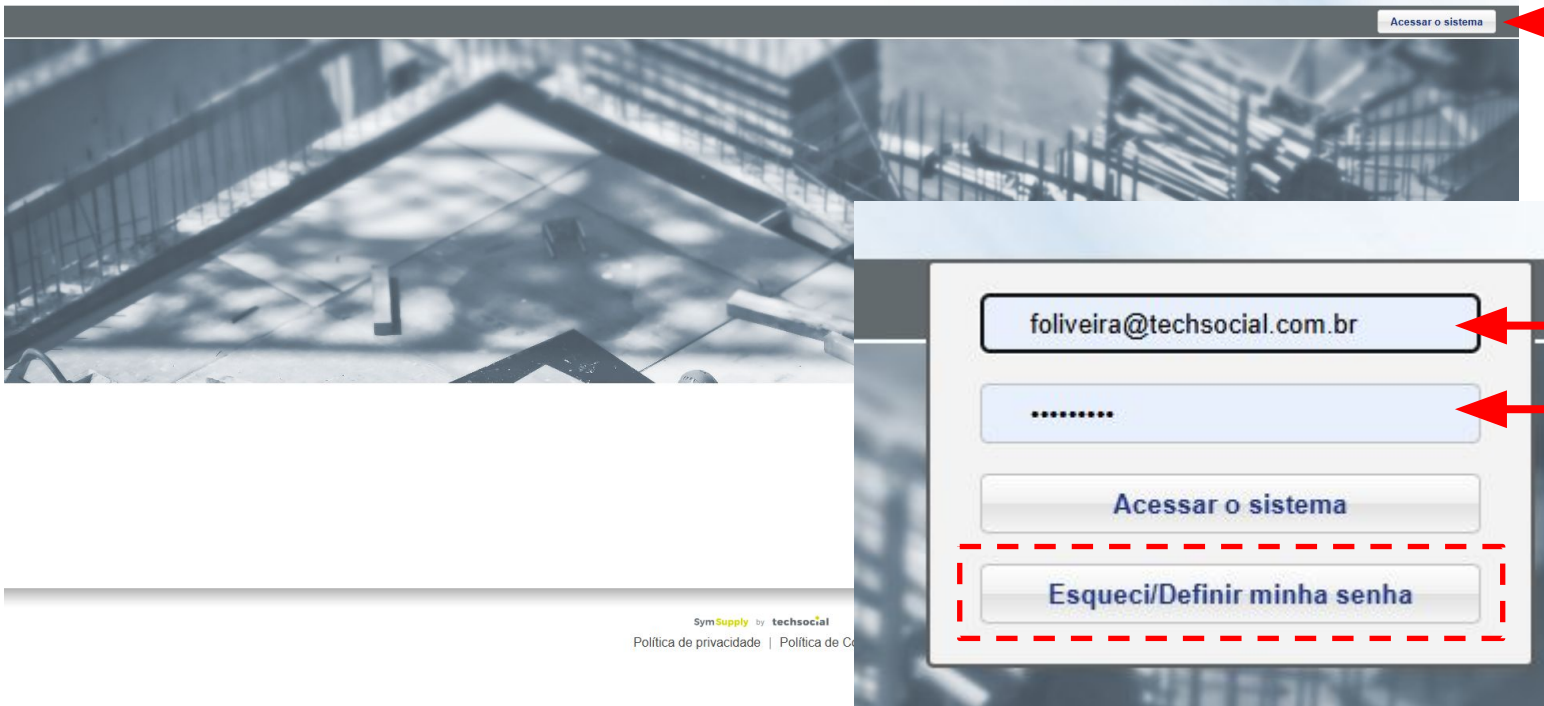 Acessar o sistema
foliveira@techsocial.com.br
•••••••••
Acessar o sistema
Esqueci/Definir minha senha
SymSupply by techsocial
Política de privacidade | Política de